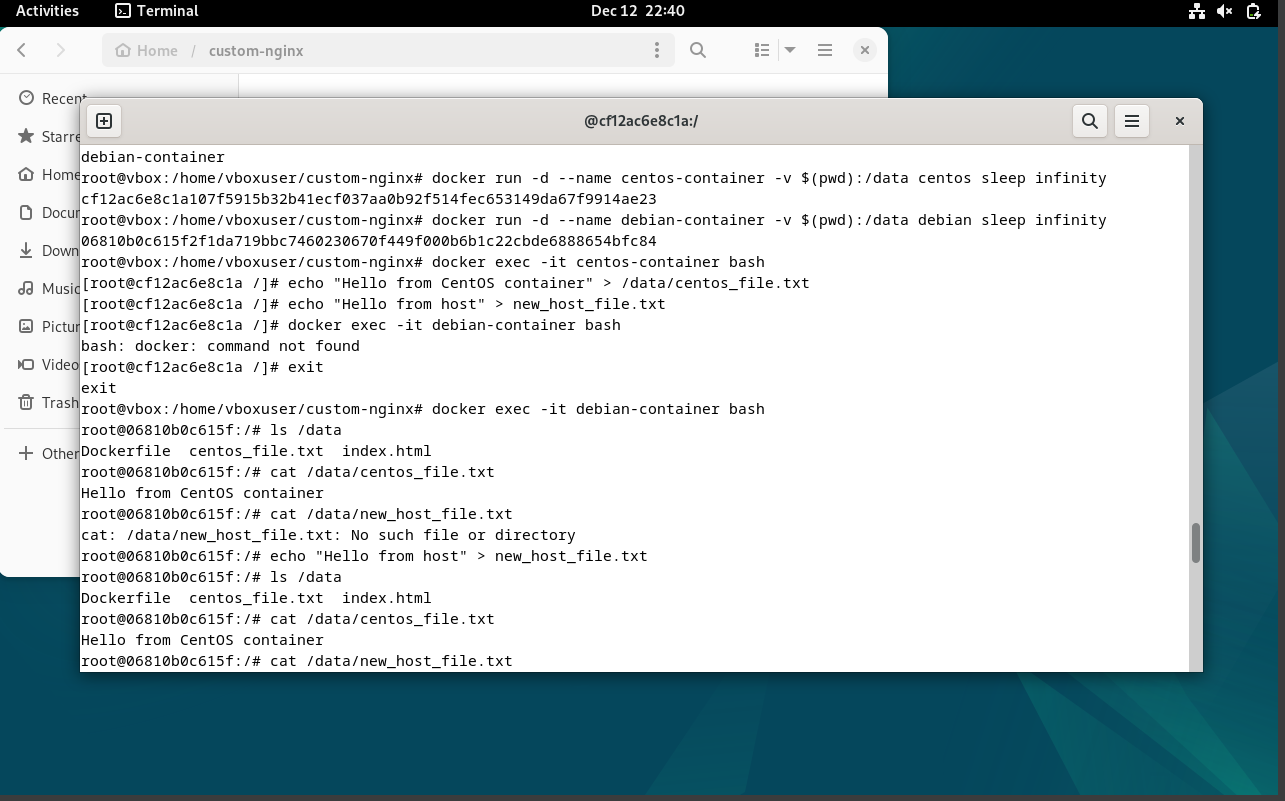 Activities
Terminal
Dec 12 22:40
Home / custom-nginx
Recent
Starre
Home
Docu
Down
Music
Pictur
Video
Trash
Other
@cf12ac6e8c1a:/
debian-container
root@vbox:/home/vboxuser/custom-nginx# docker run -d --name centos-container -v $(pwd):/data centos sleep infinity
cf12ac6e8c1a107f5915b32b41ecf037aa0b92f514fec653149da67f9914ae23
root@vbox:/home/vboxuser/custom-nginx# docker run -d --name debian-container -v $(pwd):/data debian sleep infinity
06810b0c615f2f1da719bbc7460230670f449f000b6b1c22cbde6888654bfc84
root@vbox:/home/vboxuser/custom-nginx# docker exec -it centos-container bash
[root@cf12ac6e8c1a /]# echo "Hello from CentOS container" > /data/centos_file.txt
[root@cf12ac6e8c1a /]# echo "Hello from host" > new_host_file.txt
[root@cf12ac6e8c1a /]# docker exec -it debian-container bash
bash: docker: command not found
[root@cf12ac6e8c1a /]# exit
exit
root@vbox:/home/vboxuser/custom-nginx# docker exec -it debian-container bash
root@06810b0c615f:/# ls /data
Dockerfile  centos_file.txt  index.html
root@06810b0c615f:/# cat /data/centos_file.txt
Hello from CentOS container
root@06810b0c615f:/# cat /data/new_host_file.txt
cat: /data/new_host_file.txt: No such file or directory
root@06810b0c615f:/# echo "Hello from host" > new_host_file.txt
root@06810b0c615f:/# ls /data
Dockerfile  centos_file.txt  index.html
root@06810b0c615f:/# cat /data/centos_file.txt
Hello from CentOS container
root@06810b0c615f:/# cat /data/new_host_file.txt